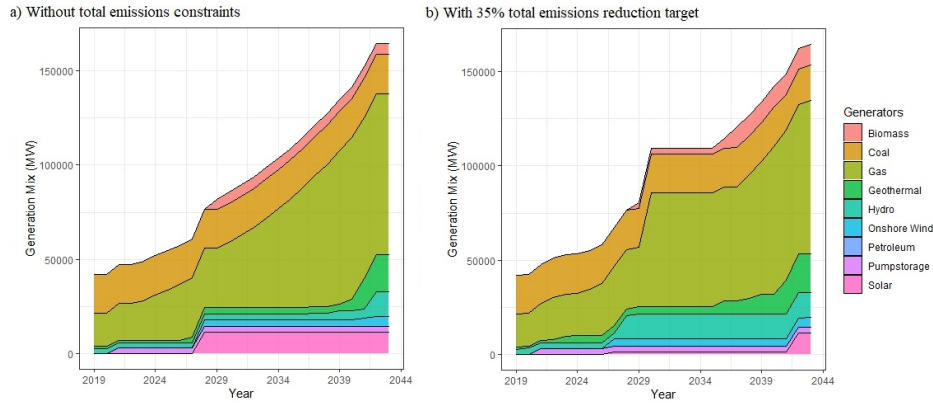 a) Without total emissions constraints
b) With 35% total emissions reduction target
Generation Mix (MW)
150000
100000
50000
0
2019 2024 2029 2034 2039 2044
Year
Generation Mix (MW)
150000
100000
50000
0
2019 2024 2029 2034 2039 2044
Year
Generators
Biomass
Coal
Gas
Geothermal
Hydro
Onshore Wind
Petroleum
Pumpstorage
Solar